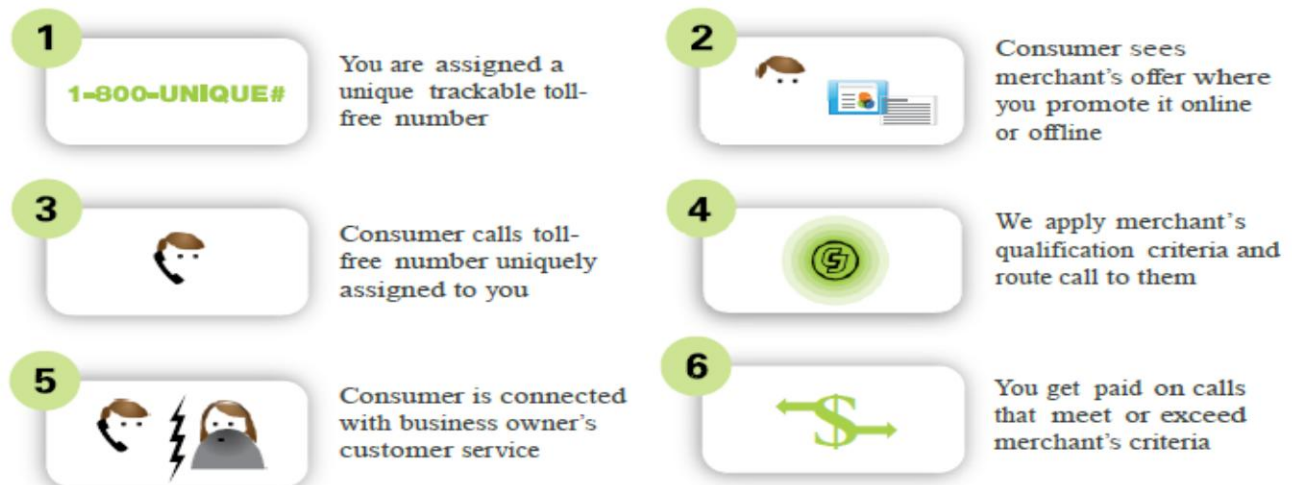 1
1-800-UNIQUE#
You are assigned a
unique trackable toll-
free number
2
Consumer sees
merchant's offer where
you promote it online
or offline
3
Consumer calls toll-
free number uniquely
assigned to you
4
We apply merchant's
qualification criteria and
route call to them
5
Consumer is connected
with business owner's
customer service
6
$
You get paid on calls
that meet or exceed
merchant's criteria